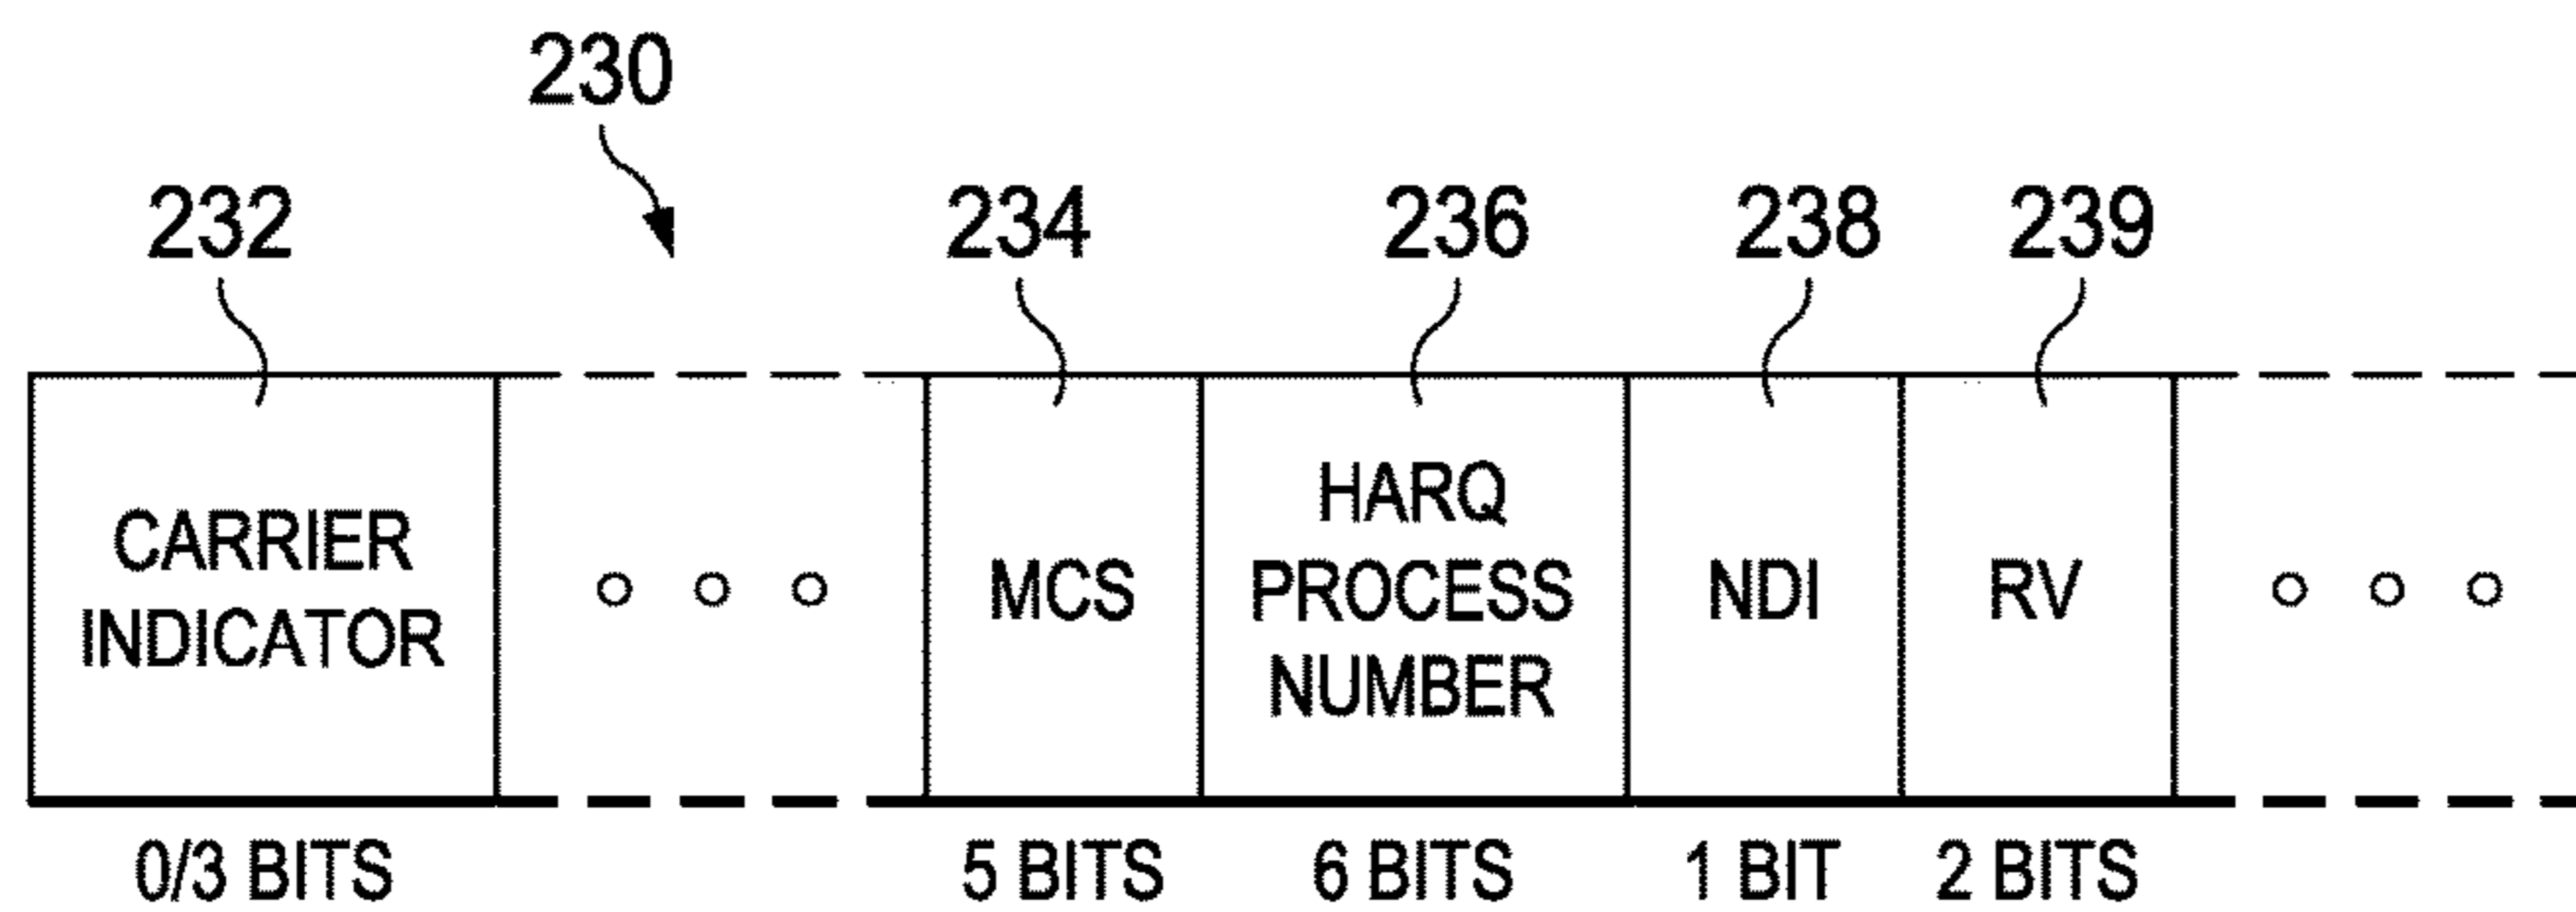 230
232
234
236
238
239
CARRIER
INDICATOR
MCS
HARQ
PROCESS
NUMBER
NDI
RV
0/3 BITS
5 BITS
6 BITS
1 BIT
2 BITS